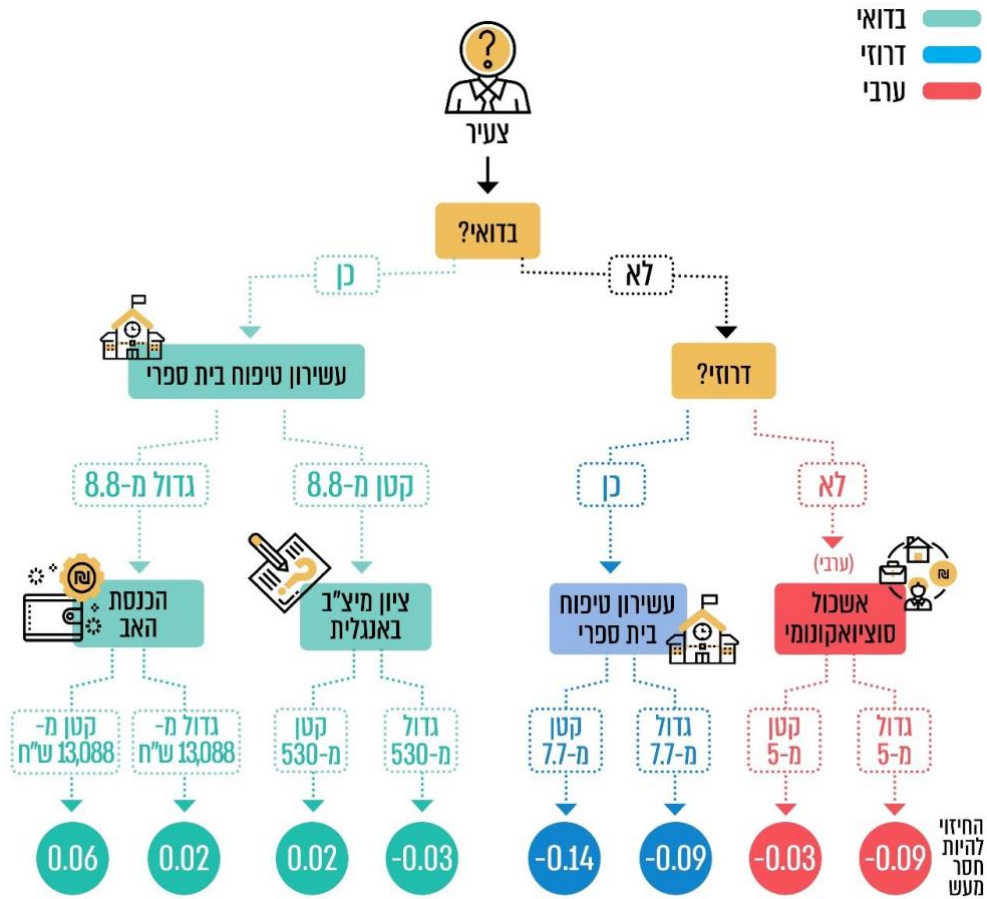 בדואי
דרוזי
ערבי
?
צעיר
בדואי?
כן
לא
עשירון טיפוח בית ספרי
דרוזי?
גדול מ-8.8
קטן מ-8.8
כן
לא
(ערבי)
₪
הכנסת
האב
?
ציון מיצ"ב
באנגלית
עשירון טיפוח
בית ספרי
₪
אשכול
סוציואקונומי
קטן מ-
13,088 ש"ח
גדול מ-
13,088 ש"ח
קטן
מ-530
גדול
מ-530
קטן
מ-7.7
גדול
מ-7.7
קטן
מ-5
גדול
מ-5
0.06
0.02
0.02
-0.03
-0.14
-0.09
-0.03
-0.09
החיזוי
להיות
חסר
מעש